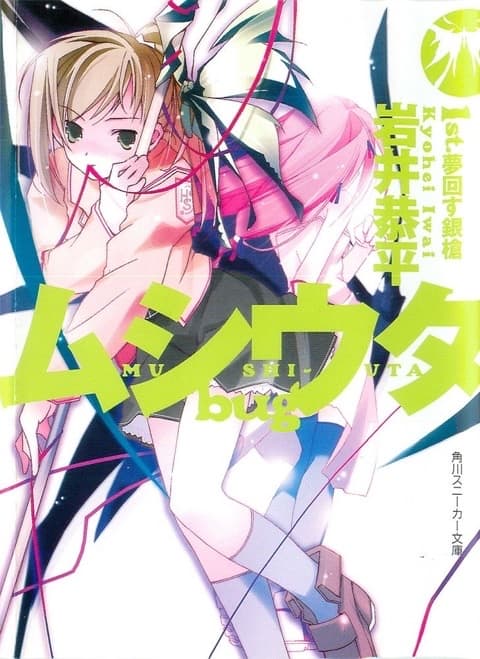 1st.夢回す銀槍
Kyohei Iwai
岩井恭平
ムシウタ
MU SHI- UTA
bug
角川スニーカー文庫
HS